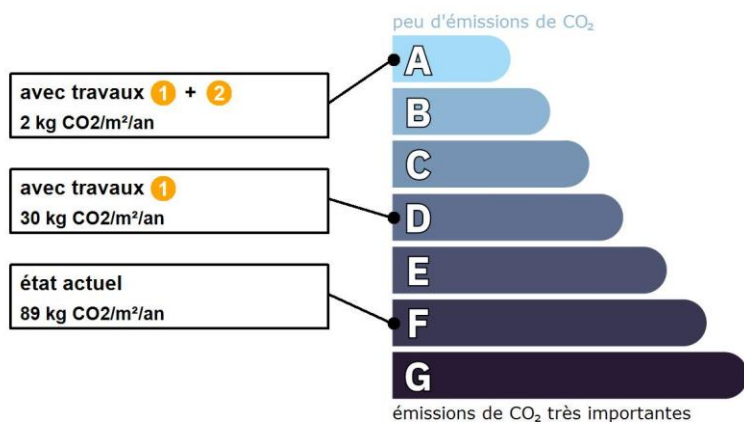 peu d'émissions de CO₂
A
avec travaux 1 + 2
2 kg CO2/m²/an
B
C
avec travaux 1
30 kg CO2/m²/an
D
E
état actuel
89 kg CO2/m²/an
F
G
émissions de CO₂ très importantes